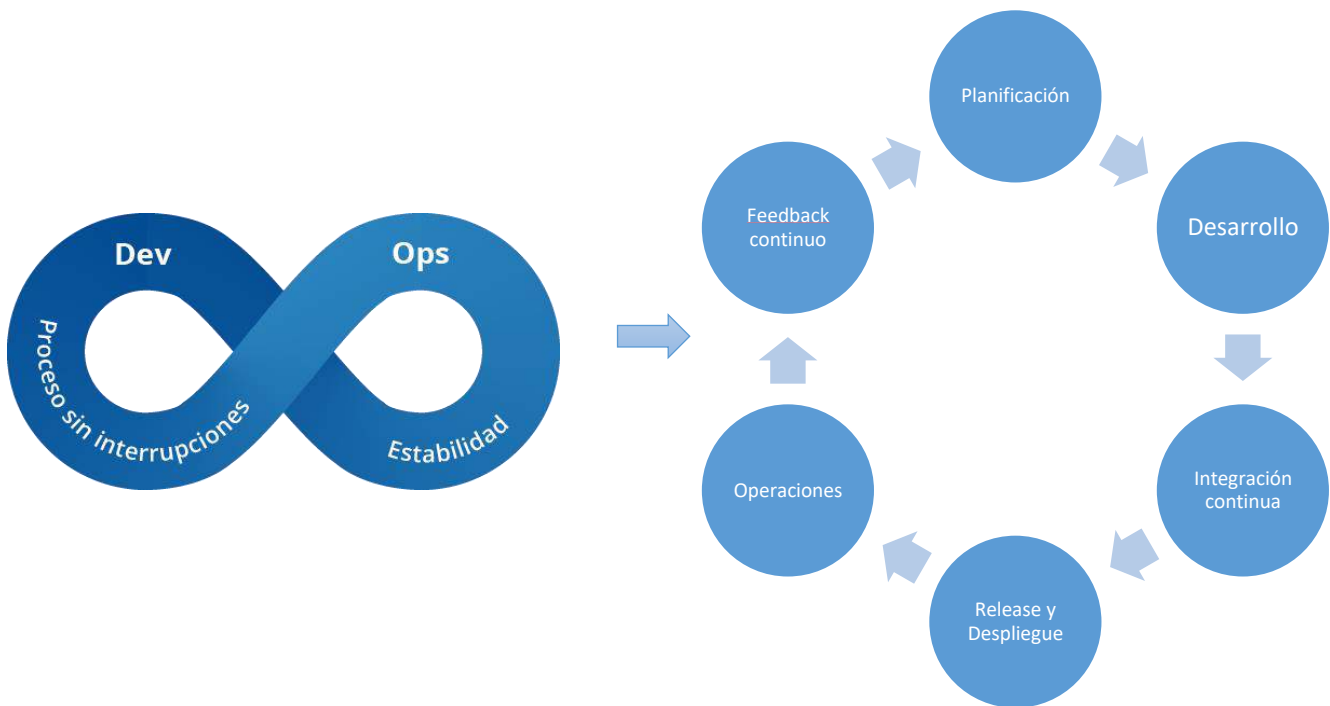 Dev
Ops
Proceso sin interrupciones
Estabilidad
Planificación
Desarrollo
Integración
continua
Release y
Despliegue
Operaciones
Feedback
continuo